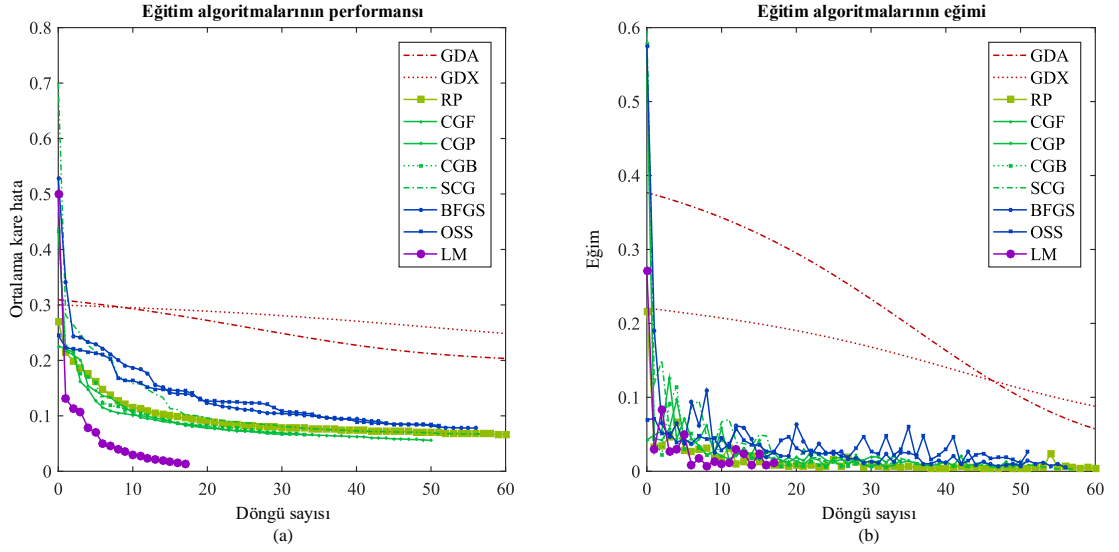 Eğitim algoritmalarının performansı
0.8
0.7
0.6
0.5
0.4
0.3
0.2
0.1
0
0 10 20 30 40 50 60
Ortalama kare hata
Döngü sayısı
(a)
GDA
GDX
RP
CGF
CGP
CGB
SCG
BFGS
OSS
LM
Eğitim algoritmalarının eğimi
0.6
0.5
0.4
0.3
0.2
0.1
0
0 10 20 30 40 50 60
Eğim
Döngü sayısı
(b)
GDA
GDX
RP
CGF
CGP
CGB
SCG
BFGS
OSS
LM